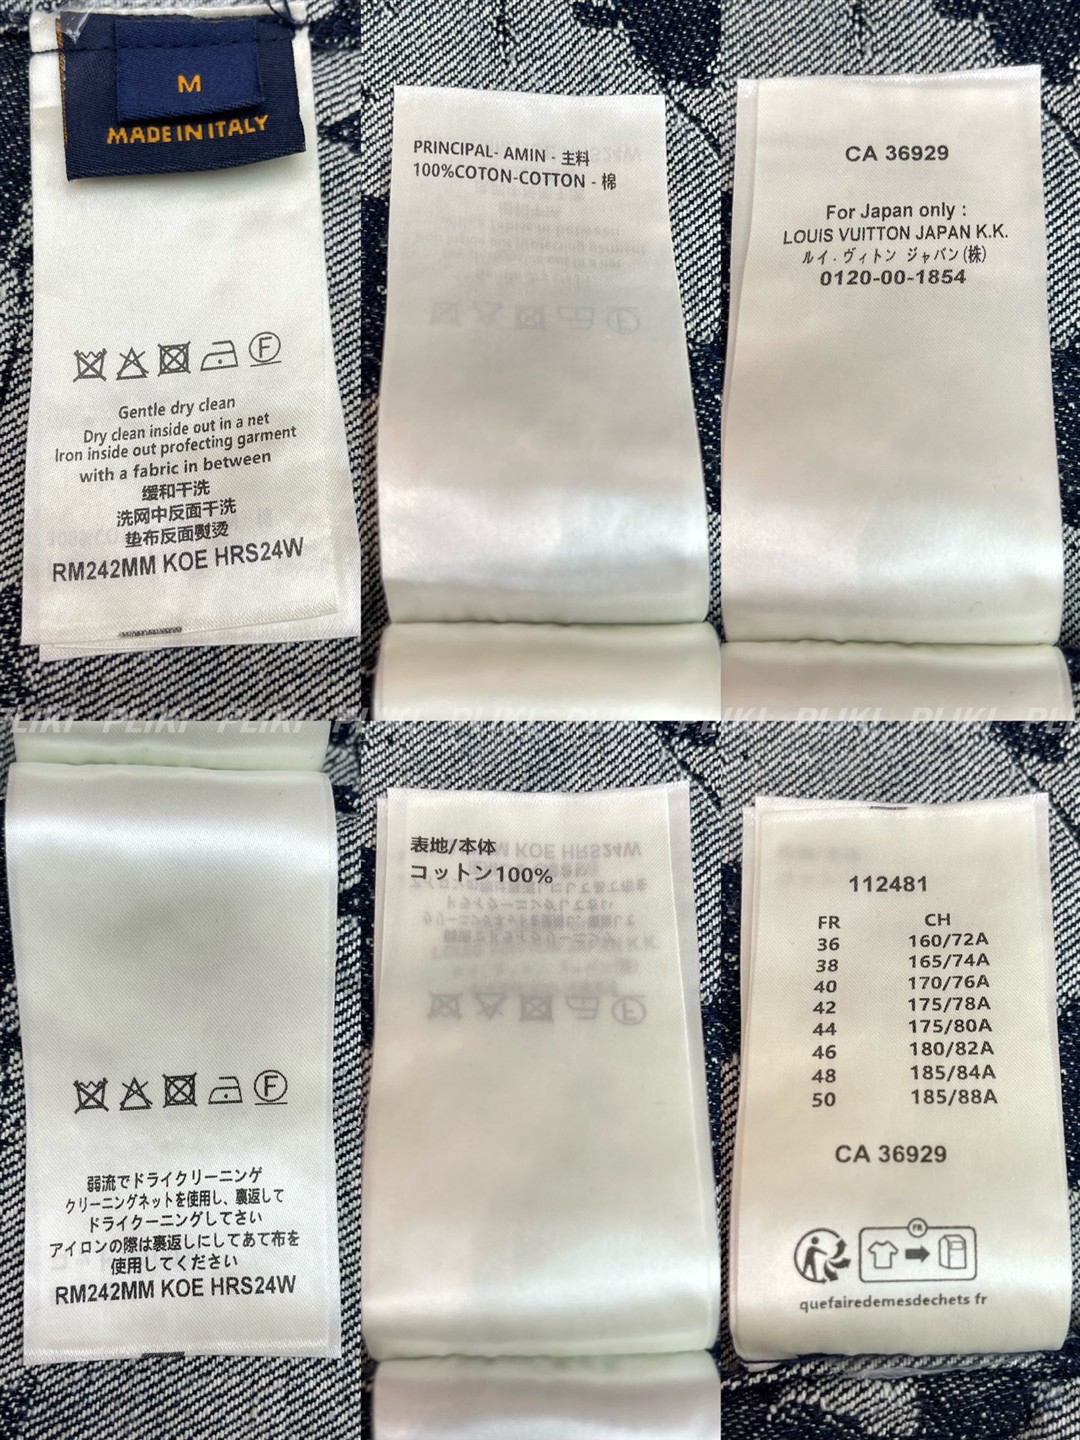 M
MADE IN ITALY
F
Gentle dry clean
Dry clean inside out in a net
Iron inside out profecting garment
with a fabric in between
缓和干洗
洗网中反面干洗
垫布反面熨烫
RM242MM KOE HRS24W
PRINCIPAL- AMIN - 主料
100%COTON-COTTON - 棉
CA 36929
For Japan only :
LOUIS VUITTON JAPAN K.K.
ルイ・ヴィトン ジャパン(株)
0120-00-1854
PLIKI PLIKI PLIKI PLIKI PLIKI PLIKI
F
弱流でドライクリーニング
クリーニングネットを使用し、裏返して
ドライクーニングしてさい
アイロンの際は裏返しにしてあて布を
使用してください
RM242MM KOE HRS24W
表地/本体
コットン100%
112481
FR CH
36 160/72A
38 165/74A
40 170/76A
42 175/78A
44 175/80A
46 180/82A
48 185/84A
50 185/88A
CA 36929
FR
quefairedemesdechets fr